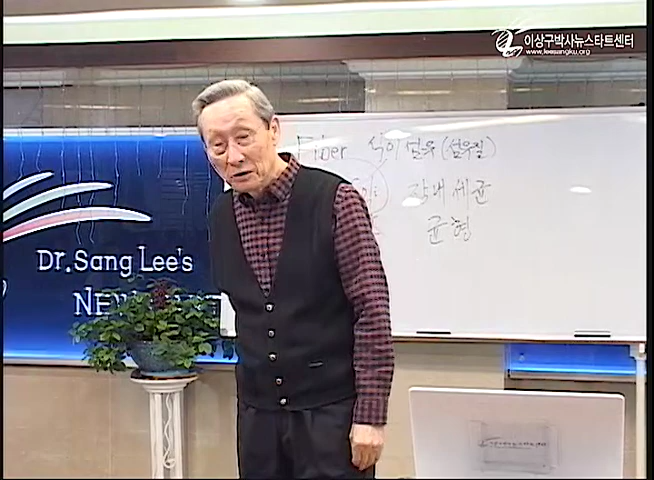 이상구박사뉴스타트센터
www.leesangku.org
Fiber 식이 섬유 (섬유질)
장내 세균
균형
Dr.Sang Lee's